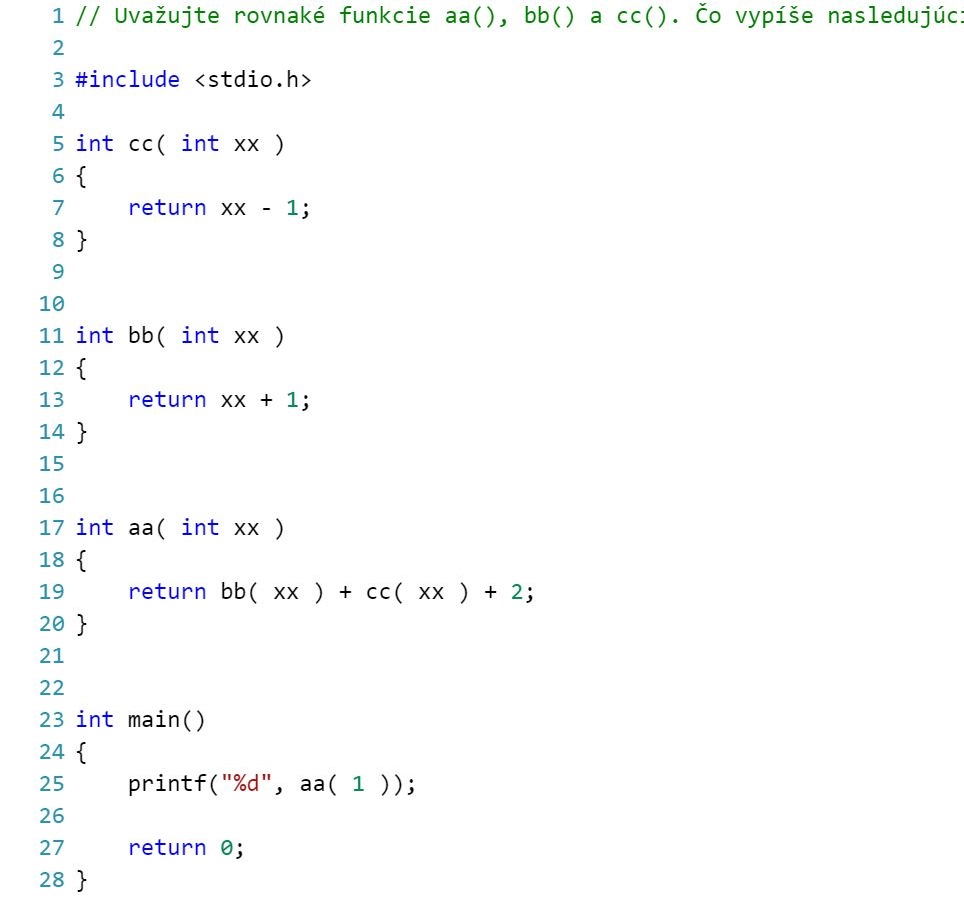 1 // Uvažujte rovnaké funkcie aa(), bb() a cc(). Čo vypíše
2
3 #include <stdio.h>
4
5 int cc( int xx )
6 {
7 return xx - 1;
8 }
9
10
11 int bb( int xx )
12 {
13 return xx + 1;
14 }
15
16
17 int aa( int xx )
18 {
19 return bb( xx ) + cc( xx ) + 2;
20 }
21
22
23 int main()
24 {
25 printf("%d", aa( 1 ));
26
27 return 0;
28 }